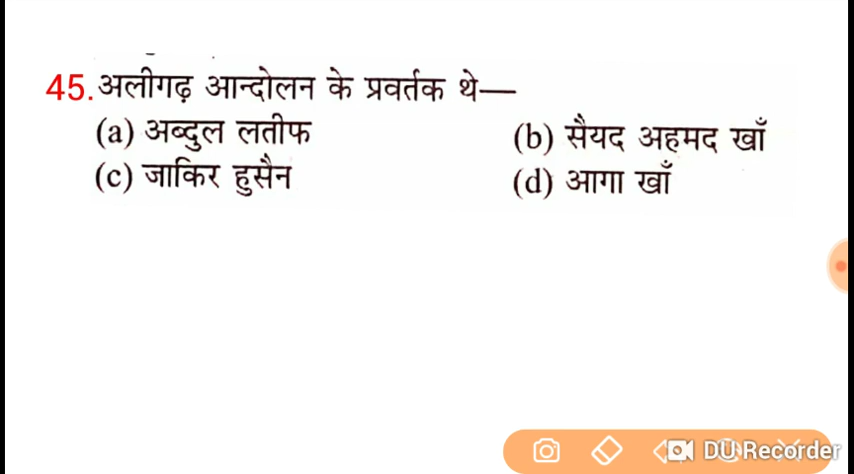 45. अलीगढ़ आन्दोलन के प्रवर्तक थे—
(a) अब्दुल लतीफ (b) सैयद अहमद खाँ
(c) जाकिर हुसैन (d) आगा खाँ
DU Recorder